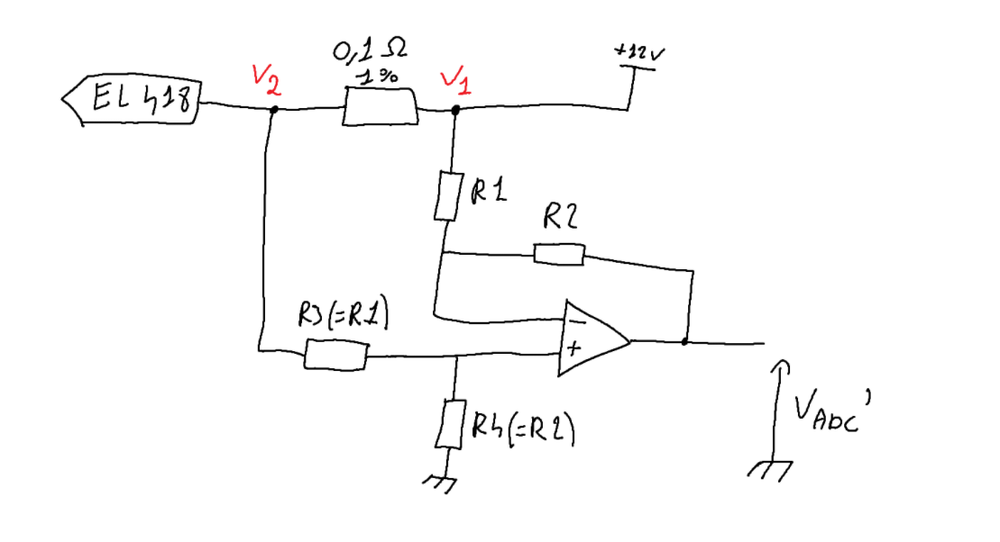 0,1 Ω
1%
+12V
EL 418
V2
V1
R1
R2
R3(=R1)
-
+
R4(=R2)
VADC'